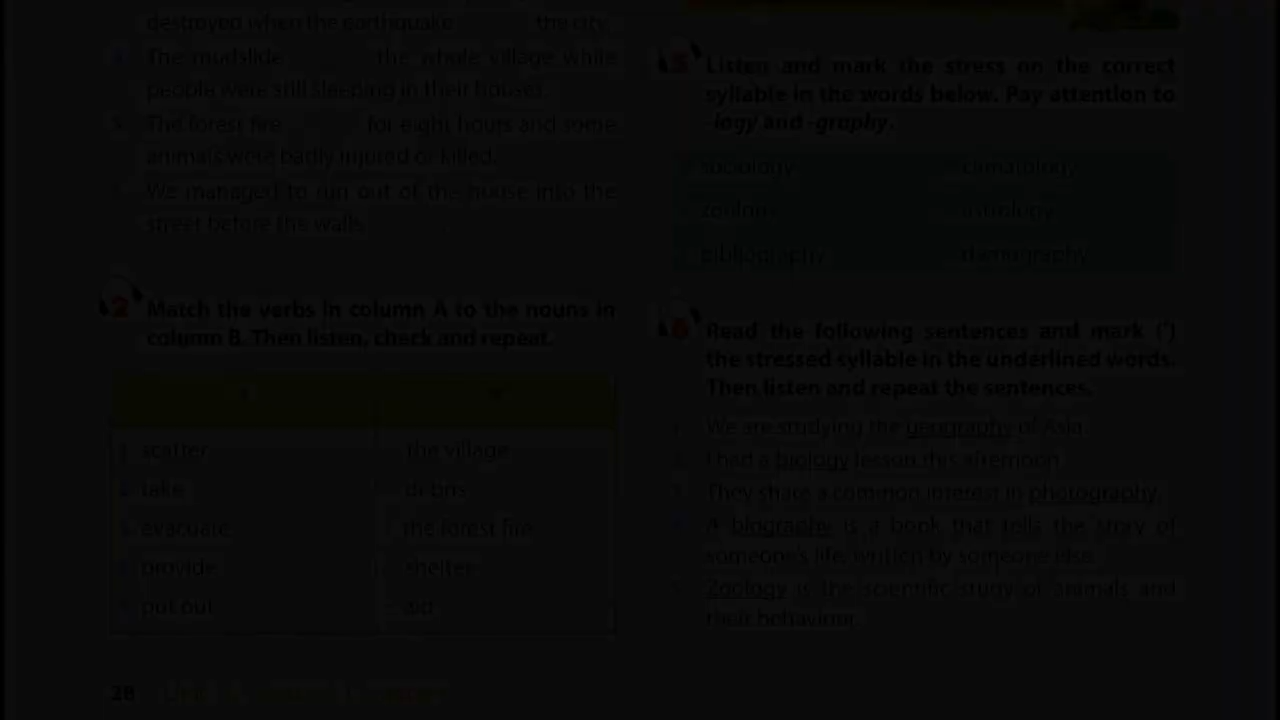 destroyed when the earthquake the city.
The mudslide the whole village while
people were still sleeping in their houses.
5 The forest fire for eight hours and some
animals were badly injured or killed.
We managed to run out of the house into the
street before the walls
2 Match the verbs in column A to the nouns in
column B. Then listen, check and repeat.
scatter the village
take debris
3 evacuate the forest fire
provide shelter
put out aid
28
5 Listen and mark the stress on the correct
syllable in the words below. Pay attention to
-logy and -graphy.
sociology climatology
zoology astrology
bibliography
6 Read the following sentences and mark (')
the stressed syllable in the underlined words.
Then listen and repeat the sentences.
We are studying the geography of Asia.
I had a biology lesson this afternoon.
They share a common interest in photography.
A biography is a book that tells the story of
someone's life, written by someone else.
Zoology is the scientific study of animals and
their behaviour.